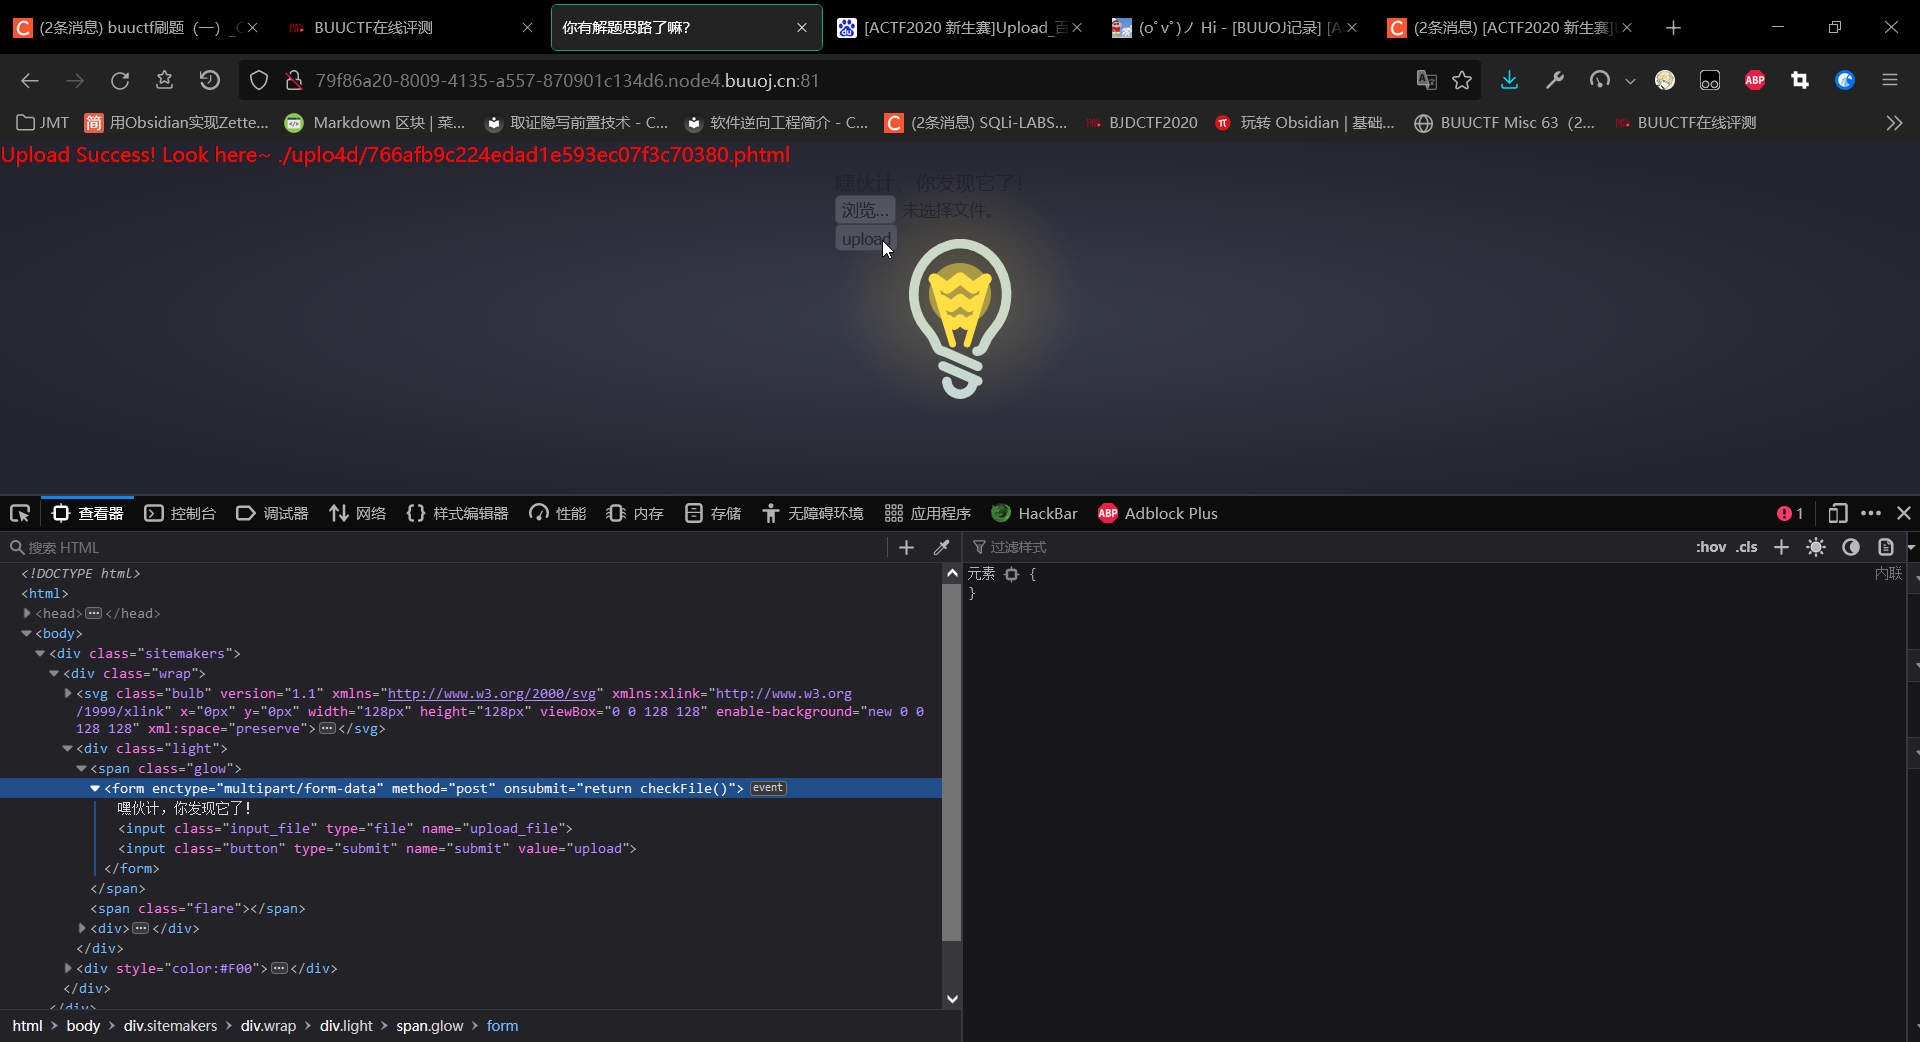 (2条消息) buuctf刷题（一）_C
BUUCTF在线评测
你有解题思路了嘛?
[ACTF2020 新生赛]Upload_百
(oﾟvﾟ)ノ Hi - [BUUOJ记录] [A
(2条消息) [ACTF2020 新生赛]U
79f86a20-8009-4135-a557-870901c134d6.node4.buuoj.cn:81
JMT
用Obsidian实现Zette...
Markdown 区块 | 菜...
取证隐写前置技术 - C...
软件逆向工程简介 - C...
(2条消息) SQLi-LABS...
BJDCTF2020
玩转 Obsidian | 基础...
BUUCTF Misc 63（2...
BUUCTF在线评测
Upload Success! Look here~ ./uplo4d/766afb9c224edad1e593ec07f3c70380.phtml
嘿伙计，你发现它了！
浏览... 未选择文件。
upload
查看器 控制台 调试器 网络 样式编辑器 性能 内存 存储 无障碍环境 应用程序 HackBar Adblock Plus 1
搜索 HTML
过滤样式 :hov .cls
<!DOCTYPE html>
<html>
<head>...</head>
<body>
<div class="sitemakers">
<div class="wrap">
<svg class="bulb" version="1.1" xmlns="http://www.w3.org/2000/svg" xmlns:xlink="http://www.w3.org
/1999/xlink" x="0px" y="0px" width="128px" height="128px" viewBox="0 0 128 128" enable-background="new 0 0
128 128" xml:space="preserve">...</svg>
<div class="light">
<span class="glow">
<form enctype="multipart/form-data" method="post" onsubmit="return checkFile()"> event
嘿伙计，你发现它了！
<input class="input_file" type="file" name="upload_file">
<input class="button" type="submit" name="submit" value="upload">
</form>
</span>
<span class="flare"></span>
<div>...</div>
</div>
<div style="color:#F00">...</div>
</div>
</div>
元素 {
内联
}
html > body > div.sitemakers > div.wrap > div.light > span.glow > form